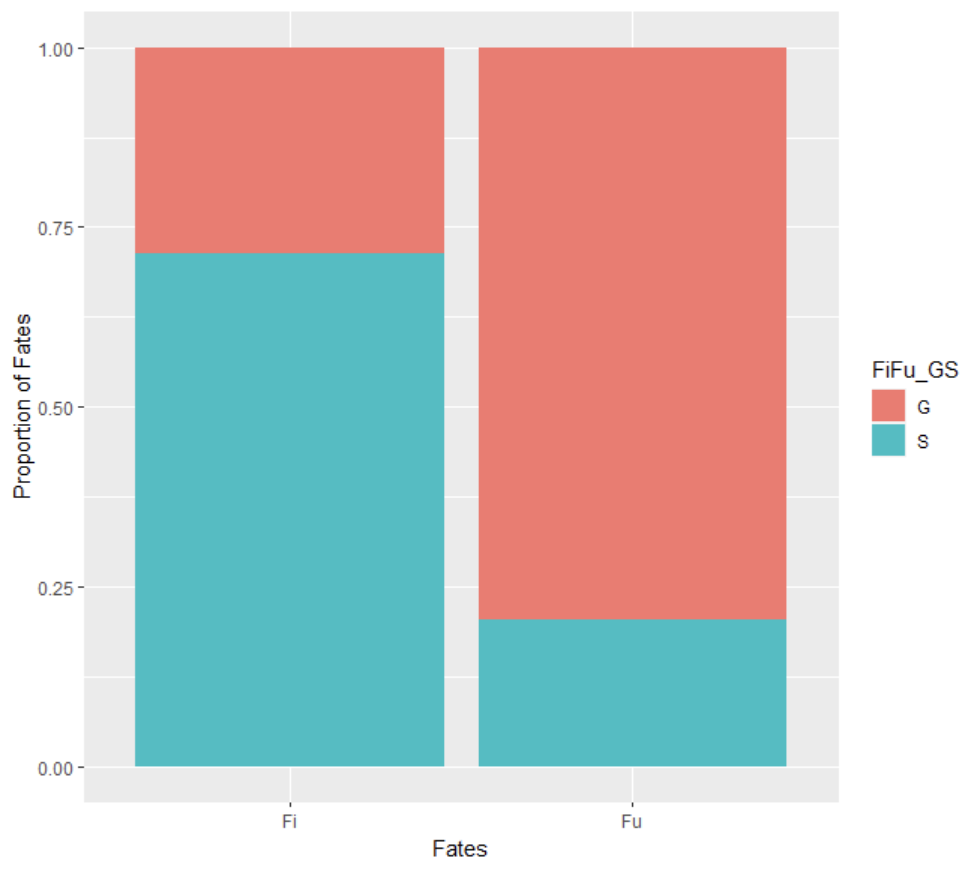 1.00
0.75
0.50
0.25
0.00
Proportion of Fates
Fi
Fu
Fates
FiFu_GS
G
S